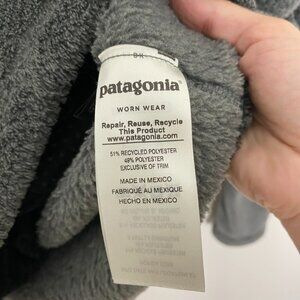 BK
patagonia
WORN WEAR
Repair, Reuse, Recycle
This Product
www.patagonia.com
51% RECYCLED POLYESTER
49% POLYESTER
EXCLUSIVE OF TRIM
MADE IN MEXICO
FABRIQUÉ AU MEXIQUE
HECHO EN MEXICO